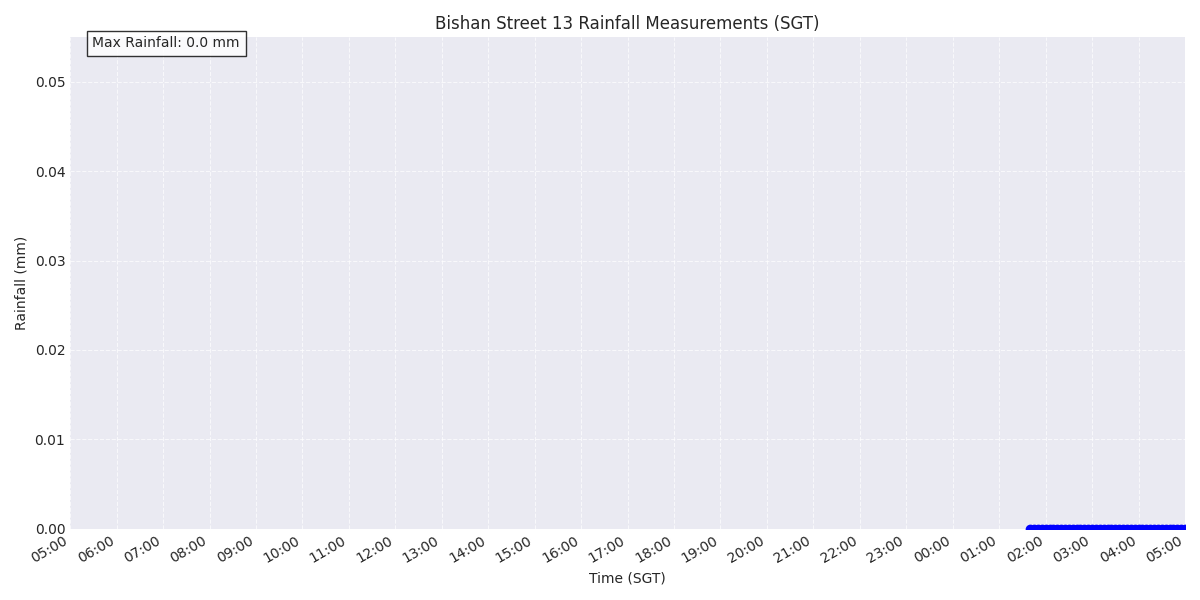 Bishan Street 13 Rainfall Measurements (SGT)
Max Rainfall: 0.0 mm
0.05
0.04
0.03
0.02
0.01
0.00
Rainfall (mm)
05:00 06:00 07:00 08:00 09:00 10:00 11:00 12:00 13:00 14:00 15:00 16:00 17:00 18:00 19:00 20:00 21:00 22:00 23:00 00:00 01:00 02:00 03:00 04:00 05:00
Time (SGT)